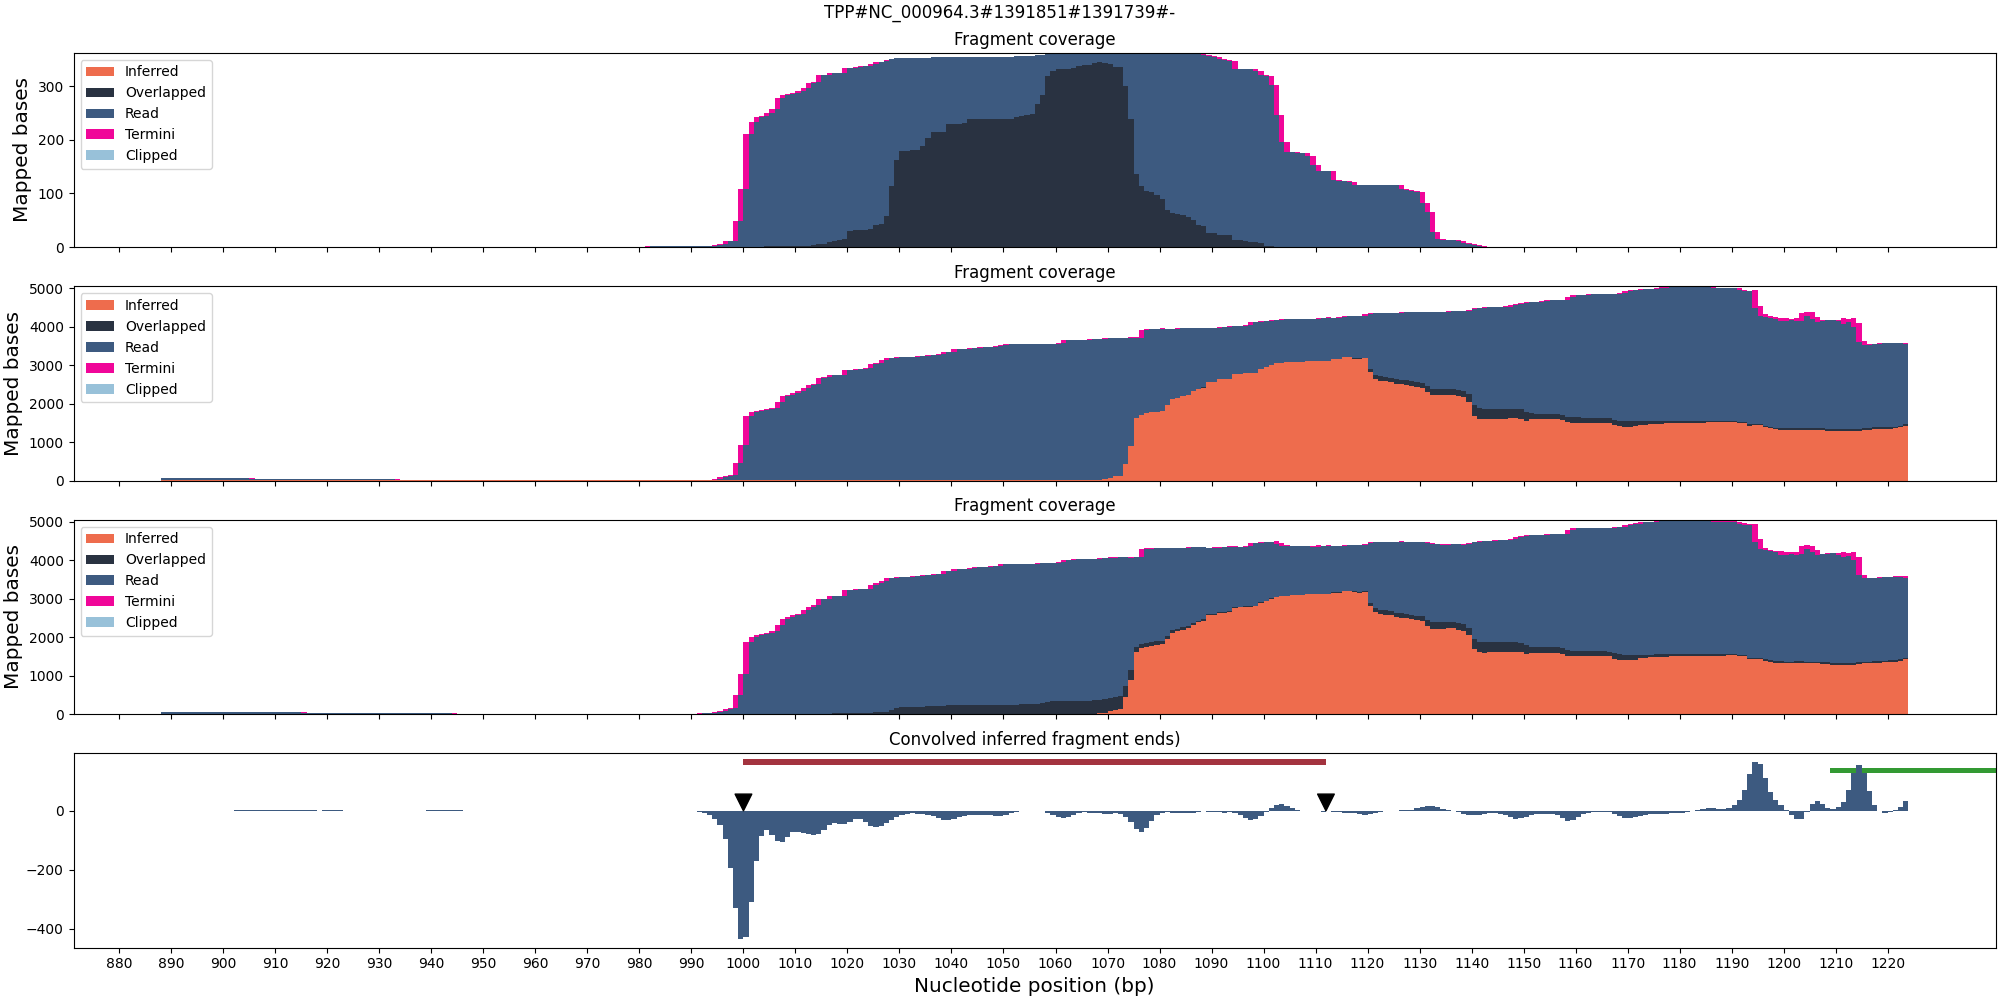 TPP#NC_000964.3#1391851#1391739#-
Fragment coverage
Mapped bases
300
200
100
0
Inferred
Overlapped
Read
Termini
Clipped
Fragment coverage
Mapped bases
5000
4000
3000
2000
1000
0
Inferred
Overlapped
Read
Termini
Clipped
Fragment coverage
Mapped bases
5000
4000
3000
2000
1000
0
Inferred
Overlapped
Read
Termini
Clipped
Convolved inferred fragment ends)
0
−200
−400
880 890 900 910 920 930 940 950 960 970 980 990 1000 1010 1020 1030 1040 1050 1060 1070 1080 1090 1100 1110 1120 1130 1140 1150 1160 1170 1180 1190 1200 1210 1220
Nucleotide position (bp)